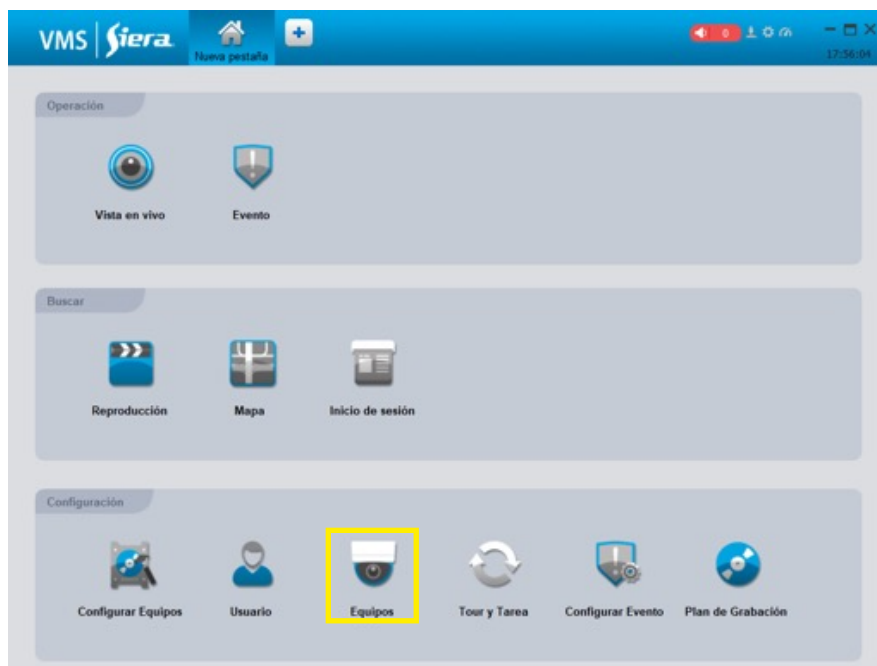 VMS Siera
Nueva pestaña
0
17:56:04
Operación
Vista en vivo
Evento
Buscar
Reproducción
Mapa
Inicio de sesión
Configuración
Configurar Equipos
Usuario
Equipos
Tour y Tarea
Configurar Evento
Plan de Grabación